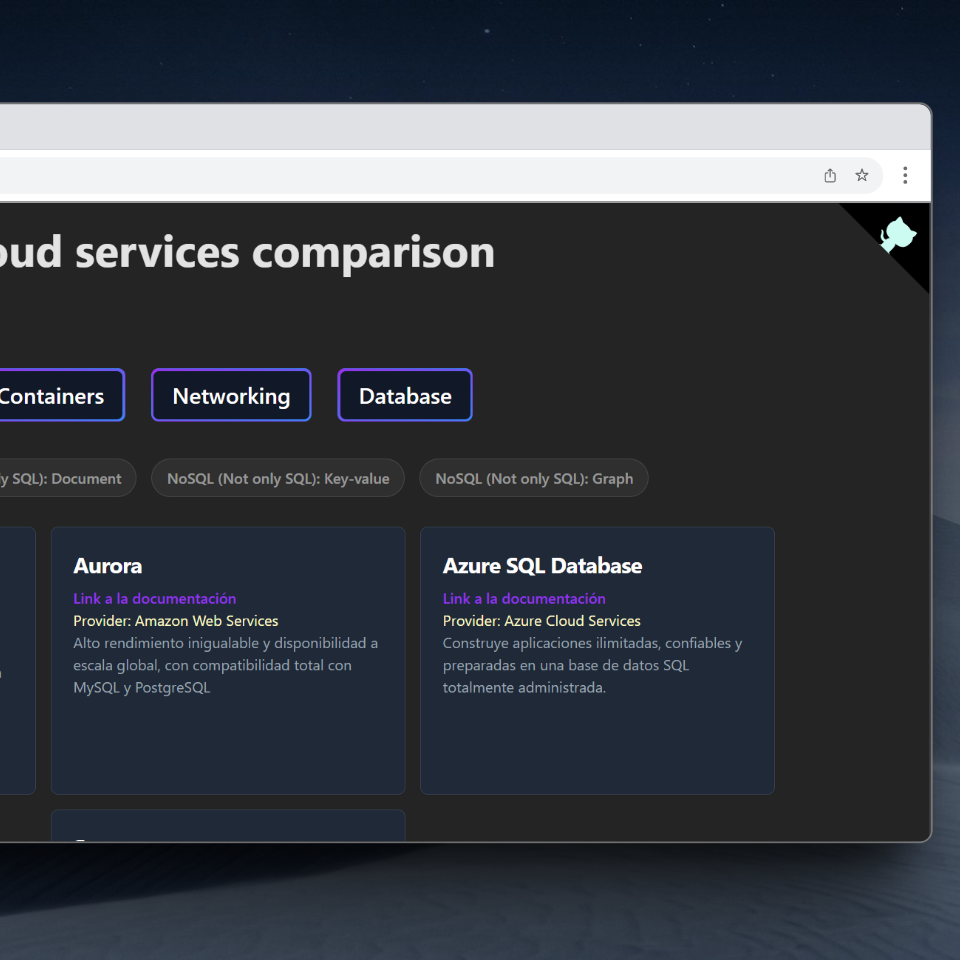 oud services comparison
Containers
Networking
Database
ly SQL): Document
NoSQL (Not only SQL): Key-value
NoSQL (Not only SQL): Graph
Aurora
Link a la documentación
Provider: Amazon Web Services
Alto rendimiento inigualable y disponibilidad a
escala global, con compatibilidad total con
MySQL y PostgreSQL
Azure SQL Database
Link a la documentación
Provider: Azure Cloud Services
Construye aplicaciones ilimitadas, confiables y
preparadas en una base de datos SQL
totalmente administrada.